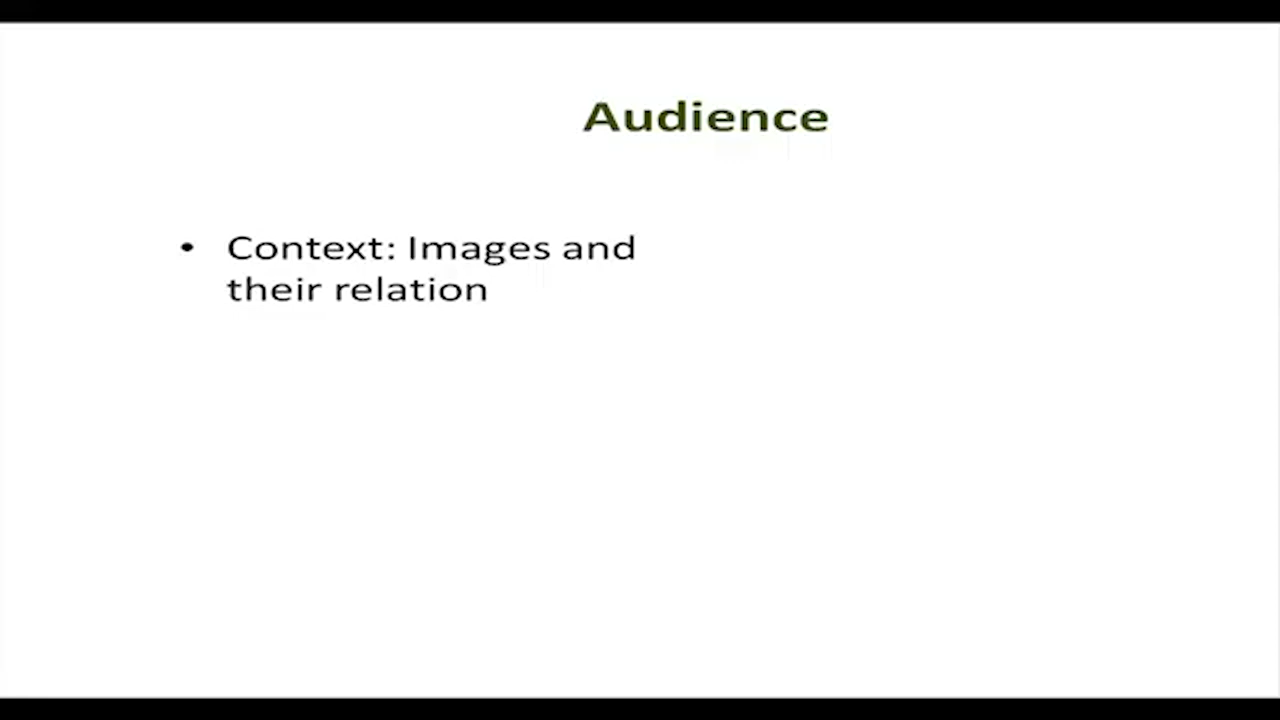 Audience
• Context: Images and
their relation